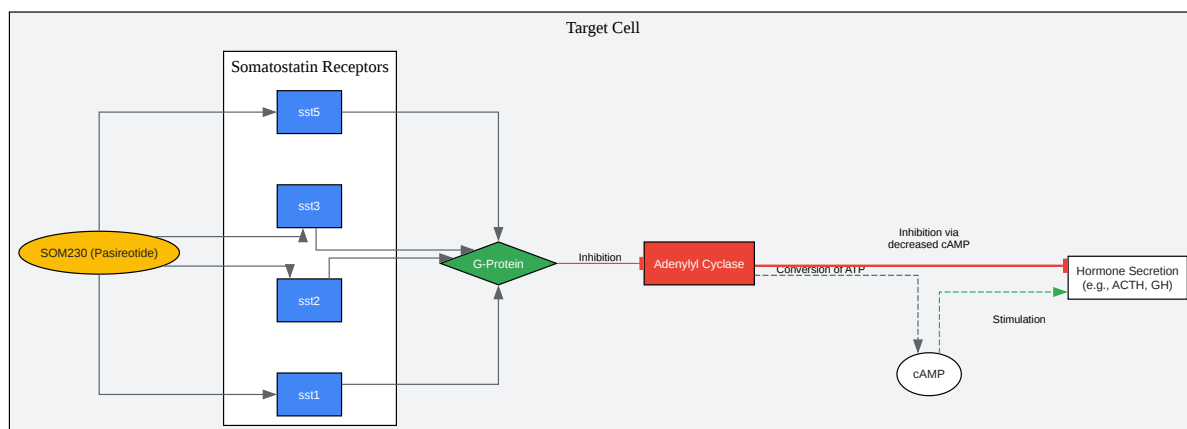 Target Cell
Somatostatin Receptors
sst5
sst3
SOM230 (Pasireotide)
sst2
sst1
G-Protein
Inhibition
Adenylyl Cyclase
Conversion of ATP
Inhibition via
decreased cAMP
Hormone Secretion
(e.g., ACTH, GH)
Stimulation
cAMP